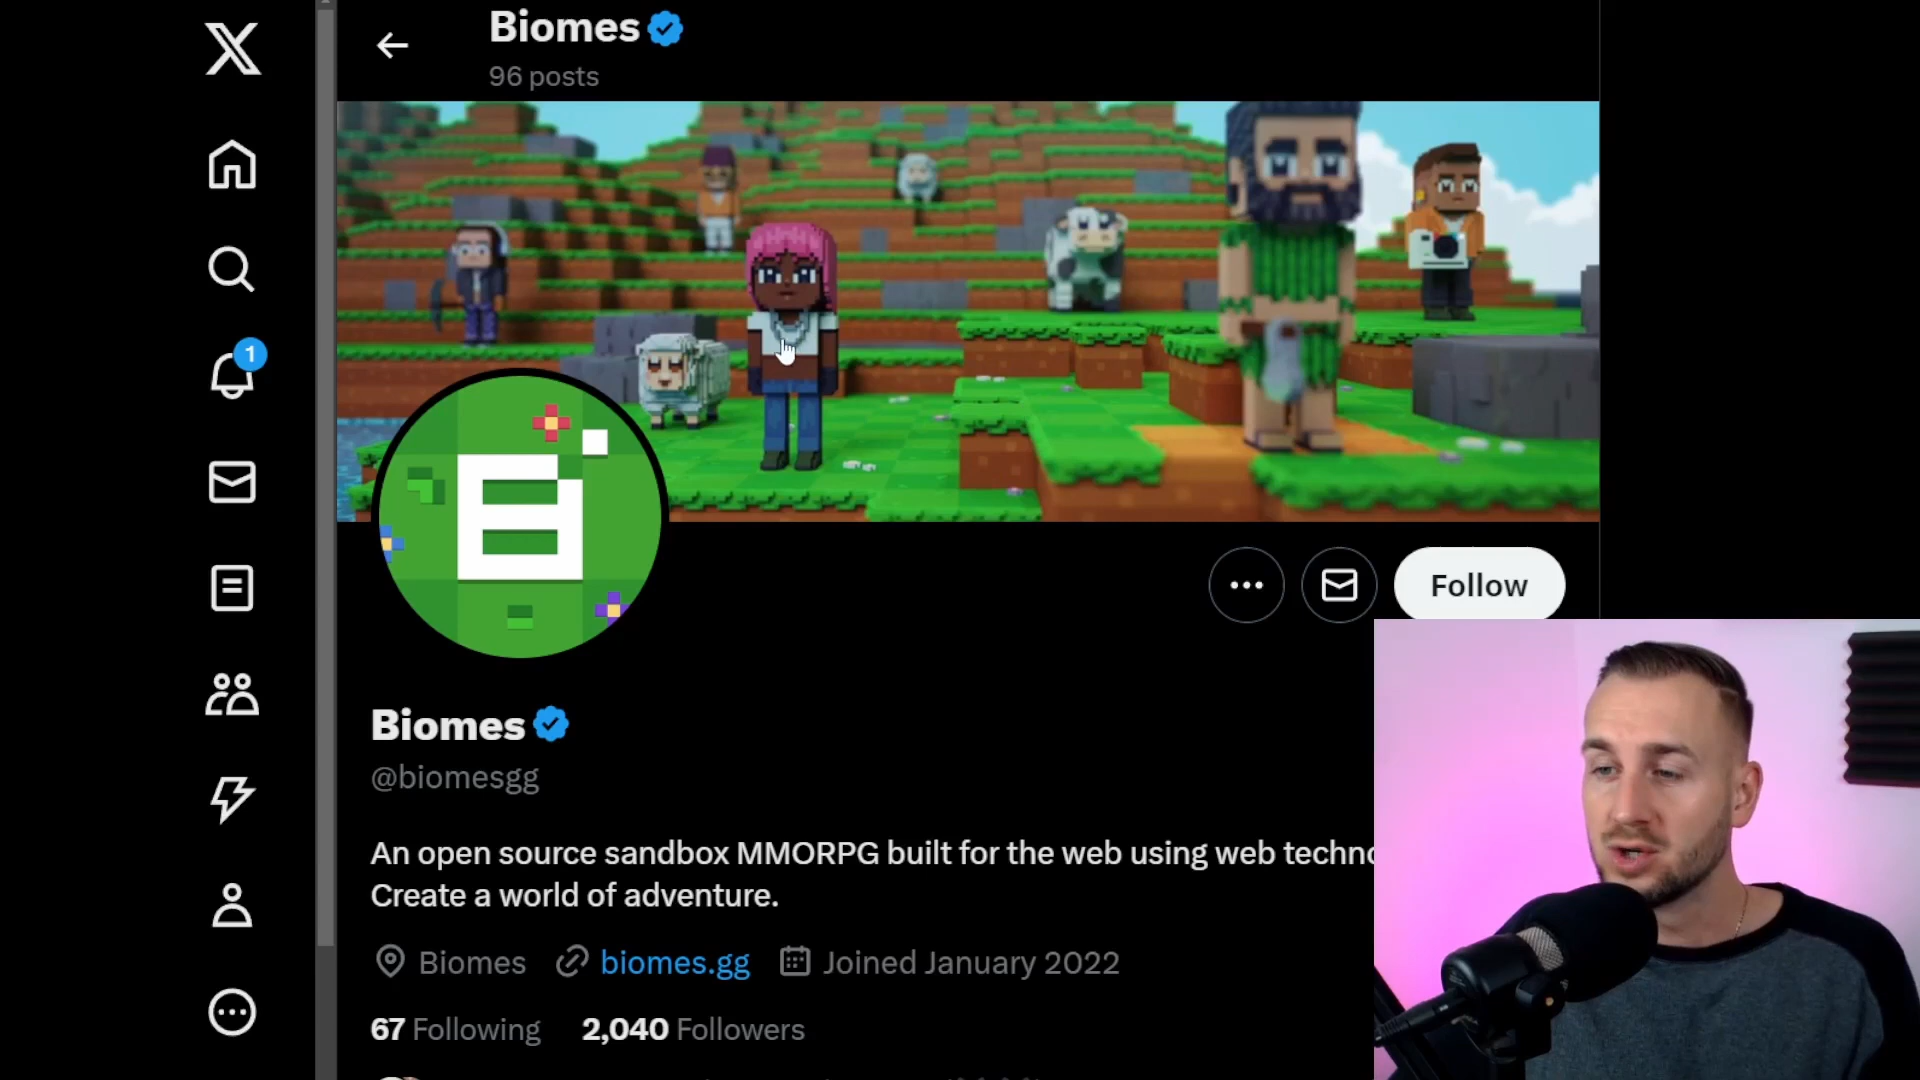 Biomes
96 posts
1
Follow
Biomes
@biomesgg
An open source sandbox MMORPG built for the web using web
Create a world of adventure.
Biomes biomes.gg Joined January 2022
67 Following 2,040 Followers